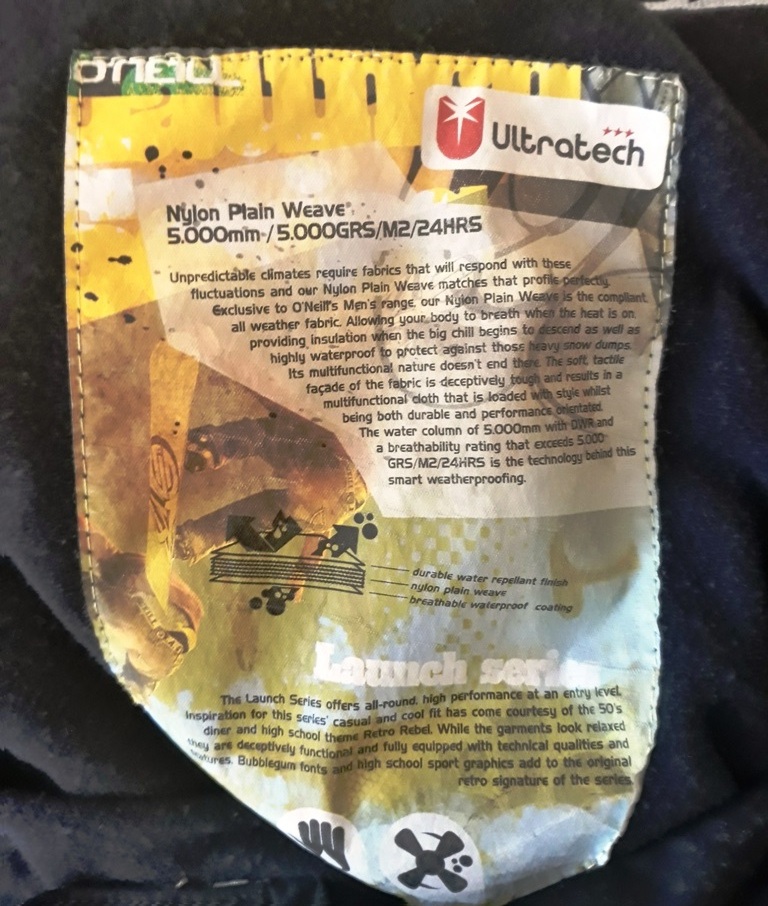 O'NEILL
Ultratech
Nylon Plain Weave
5.000mm / 5.000GRS/M2/24HRS
Unpredictable climates require fabrics that will respond with these
fluctuations and our Nylon Plain Weave matches that profile perfectly.
Exclusive to O'Neill's Men's range, our Nylon Plain Weave is the compliant,
all weather fabric. Allowing your body to breath when the heat is on,
providing insulation when the big chill begins to descend as well as
highly waterproof to protect against those heavy snow dumps.
Its multifunctional nature doesn't end there. The soft, tactile
façade of the fabric is deceptively tough and results in a
multifunctional cloth that is loaded with style whilst
being both durable and performance orientated.
The water column of 5.000mm with DWR and
a breathability rating that exceeds 5.000
GRS/M2/24HRS is the technology behind this
smart weatherproofing.
durable water repellant finish
nylon plain weave
breathable waterproof coating
Launch series
The Launch Series offers all-round, high performance at an entry level.
Inspiration for this series' casual and cool fit has come courtesy of the 50's
diner and high school theme Retro Rebel. While the garments look relaxed
they are deceptively functional and fully equipped with technical qualities and
Bubblegum fonts and high school sport graphics add to the original
retro signature of the series.